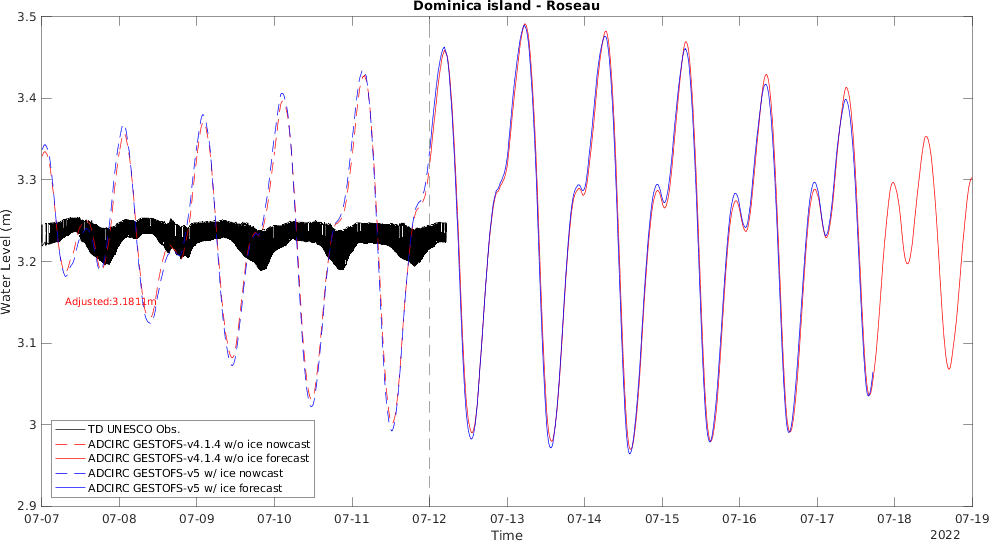 Dominica island - Roseau
3.5
3.4
3.3
3.2
3.1
3
2.9
Water Level (m)
Adjusted:3.1811m
TD UNESCO Obs.
ADCIRC GESTOFS-v4.1.4 w/o ice nowcast
ADCIRC GESTOFS-v4.1.4 w/o ice forecast
ADCIRC GESTOFS-v5 w/ ice nowcast
ADCIRC GESTOFS-v5 w/ ice forecast
07-07 07-08 07-09 07-10 07-11 07-12 07-13 07-14 07-15 07-16 07-17 07-18 07-19
Time
2022